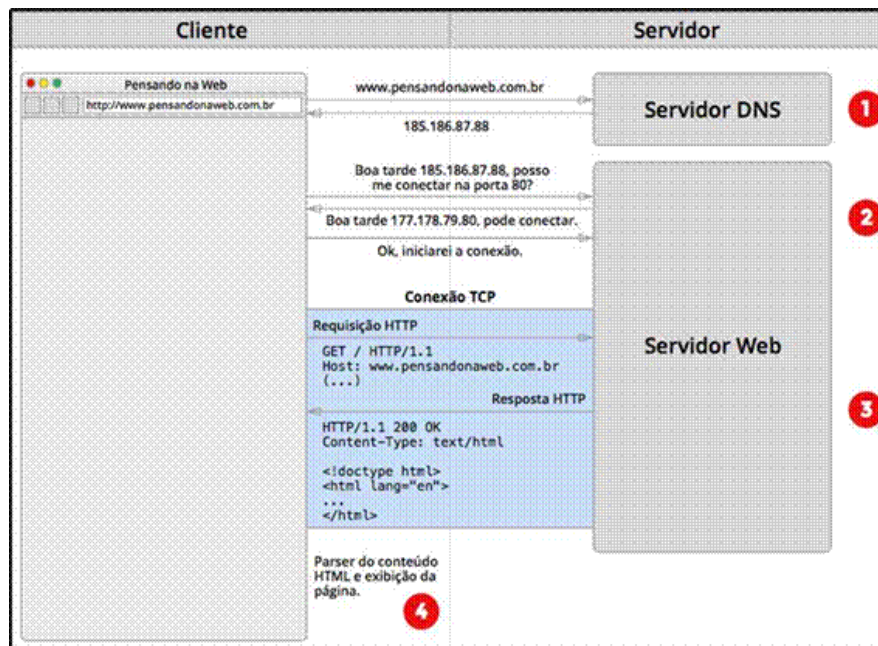 Cliente
Servidor
Pensando na Web
http://www.pensandonaweb.com.br
www.pensandonaweb.com.br
185.186.87.88
Servidor DNS
1
Boa tarde 185.186.87.88, posso
me conectar na porta 80?
Boa tarde 177.178.79.80, pode conectar.
Ok, iniciarei a conexão.
2
Conexão TCP
Requisição HTTP
GET / HTTP/1.1
Host: www.pensandonaweb.com.br
(...)
Resposta HTTP
HTTP/1.1 200 OK
Content-Type: text/html
<!doctype html>
<html lang="en">
...
</html>
Servidor Web
3
Parser do conteúdo
HTML e exibição da
página.
4